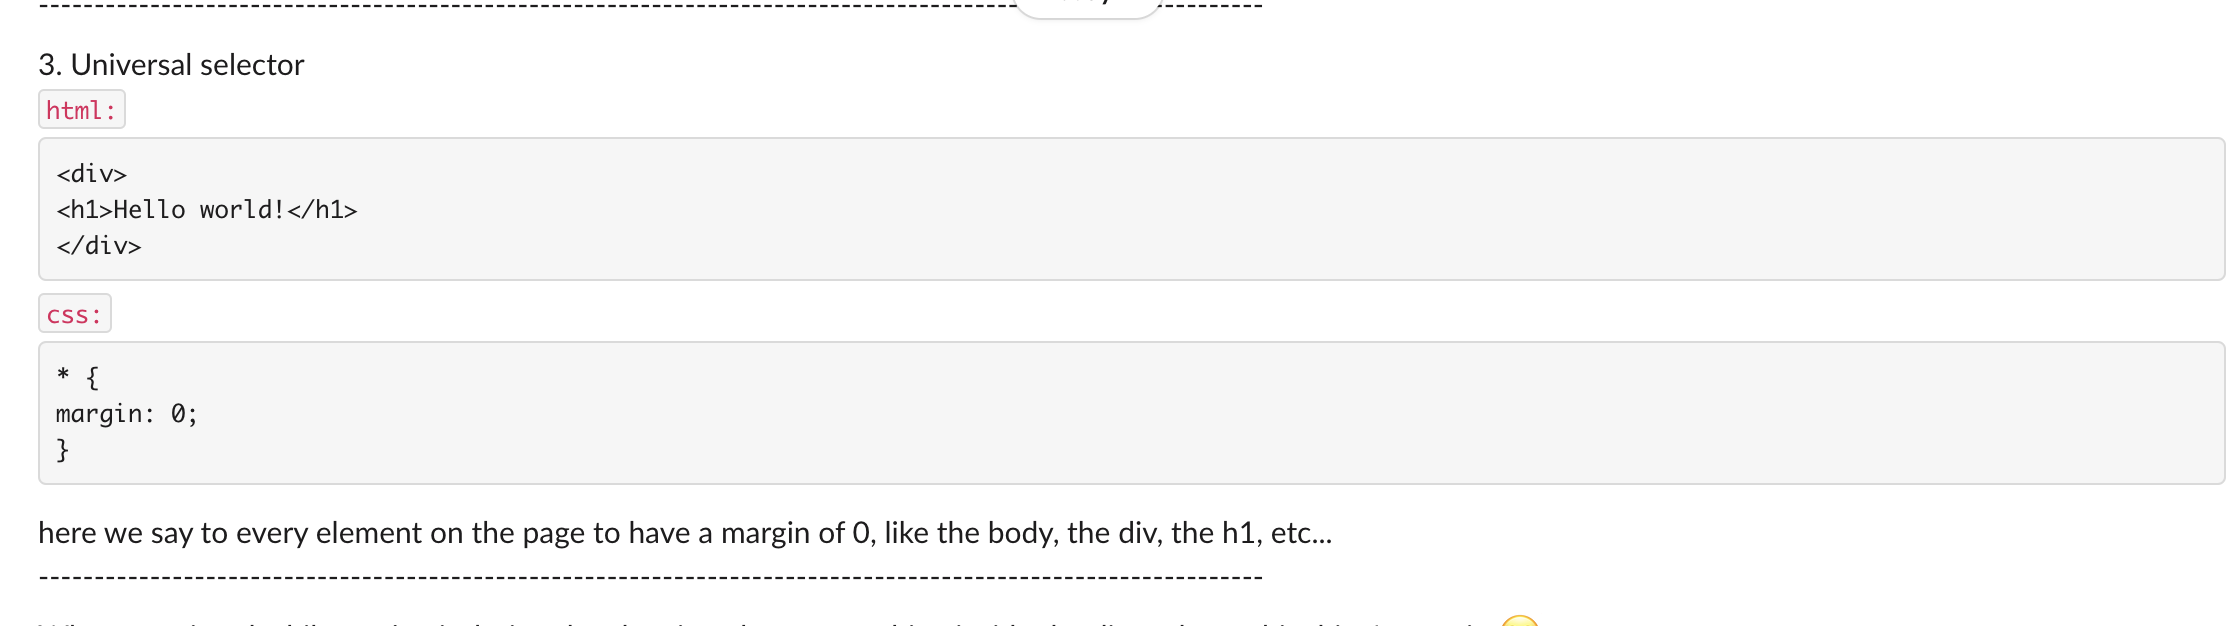 --------------------------------------------------------------------------------------------------------------
3. Universal selector
html:
<div>
<h1>Hello world!</h1>
</div>
css:
* {
margin: 0;
}
here we say to every element on the page to have a margin of 0, like the body, the div, the h1, etc...
--------------------------------------------------------------------------------------------------------------